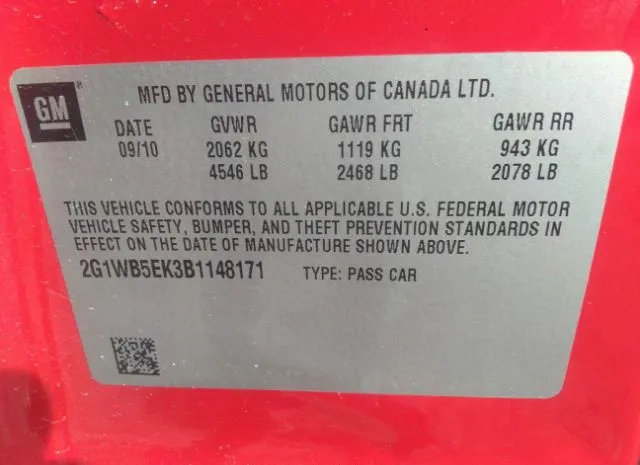 GM ®
MFD BY GENERAL MOTORS OF CANADA LTD.
DATE GVWR GAWR FRT GAWR RR
09/10 2062 KG 1119 KG 943 KG
4546 LB 2468 LB 2078 LB
THIS VEHICLE CONFORMS TO ALL APPLICABLE U.S. FEDERAL MOTOR
VEHICLE SAFETY, BUMPER, AND THEFT PREVENTION STANDARDS IN
EFFECT ON THE DATE OF MANUFACTURE SHOWN ABOVE.
2G1WB5EK3B1148171 TYPE: PASS CAR